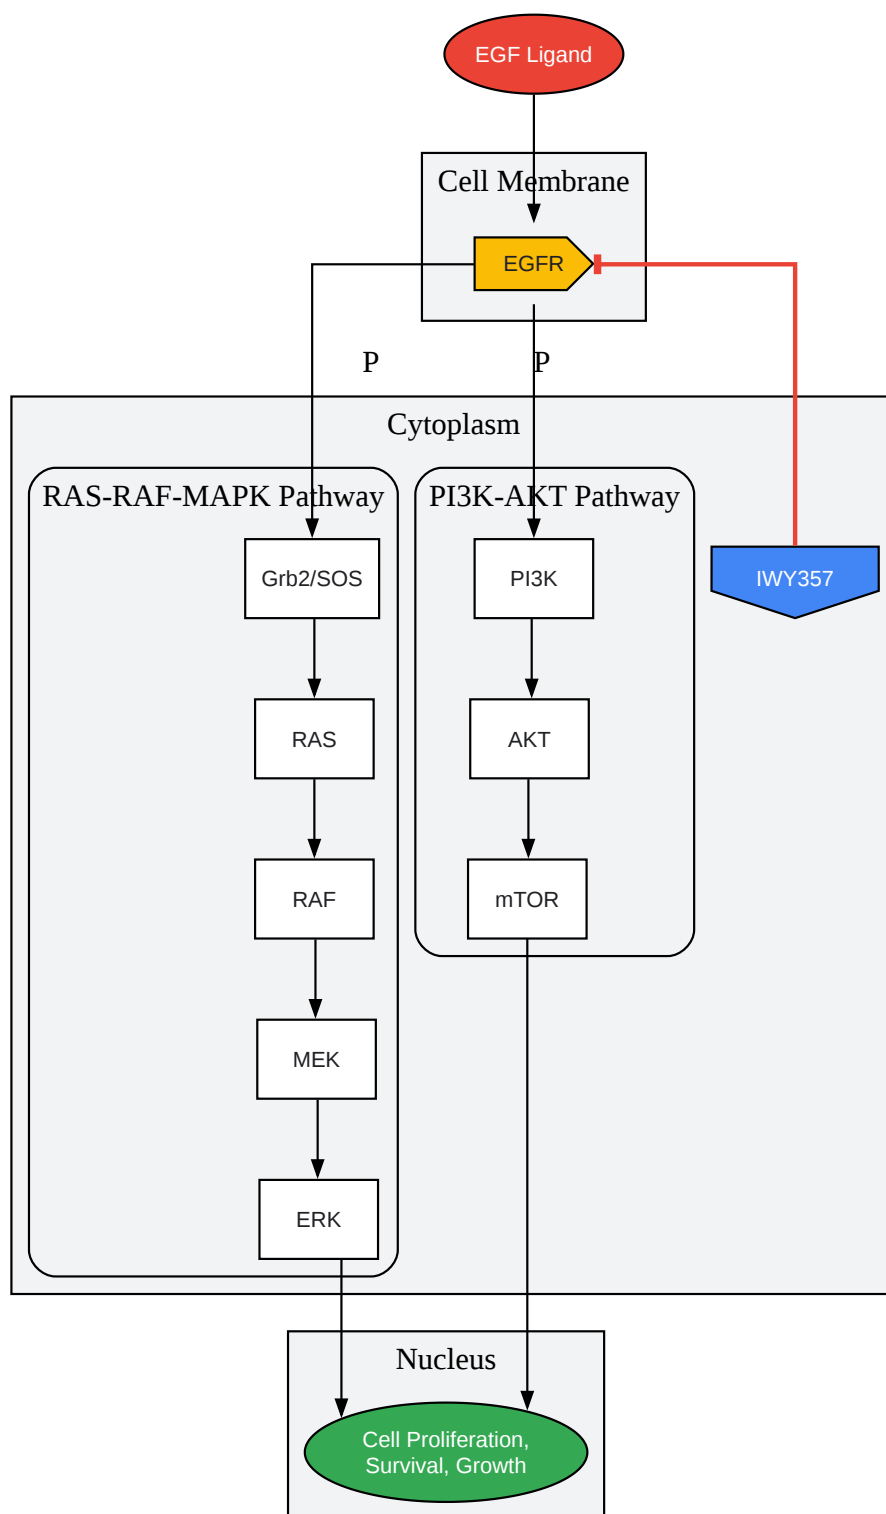 EGF Ligand
Cell Membrane
EGFR
P
P
Cytoplasm
RAS-RAF-MAPK Pathway
PI3K-AKT Pathway
Grb2/SOS
PI3K
IWY357
RAS
AKT
RAF
mTOR
MEK
ERK
Nucleus
Cell Proliferation,
Survival, Growth